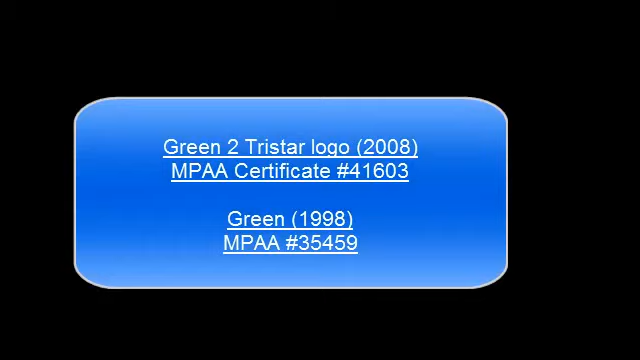 Green 2 Tristar logo (2008)
MPAA Certificate #41603
Green (1998)
MPAA #35459